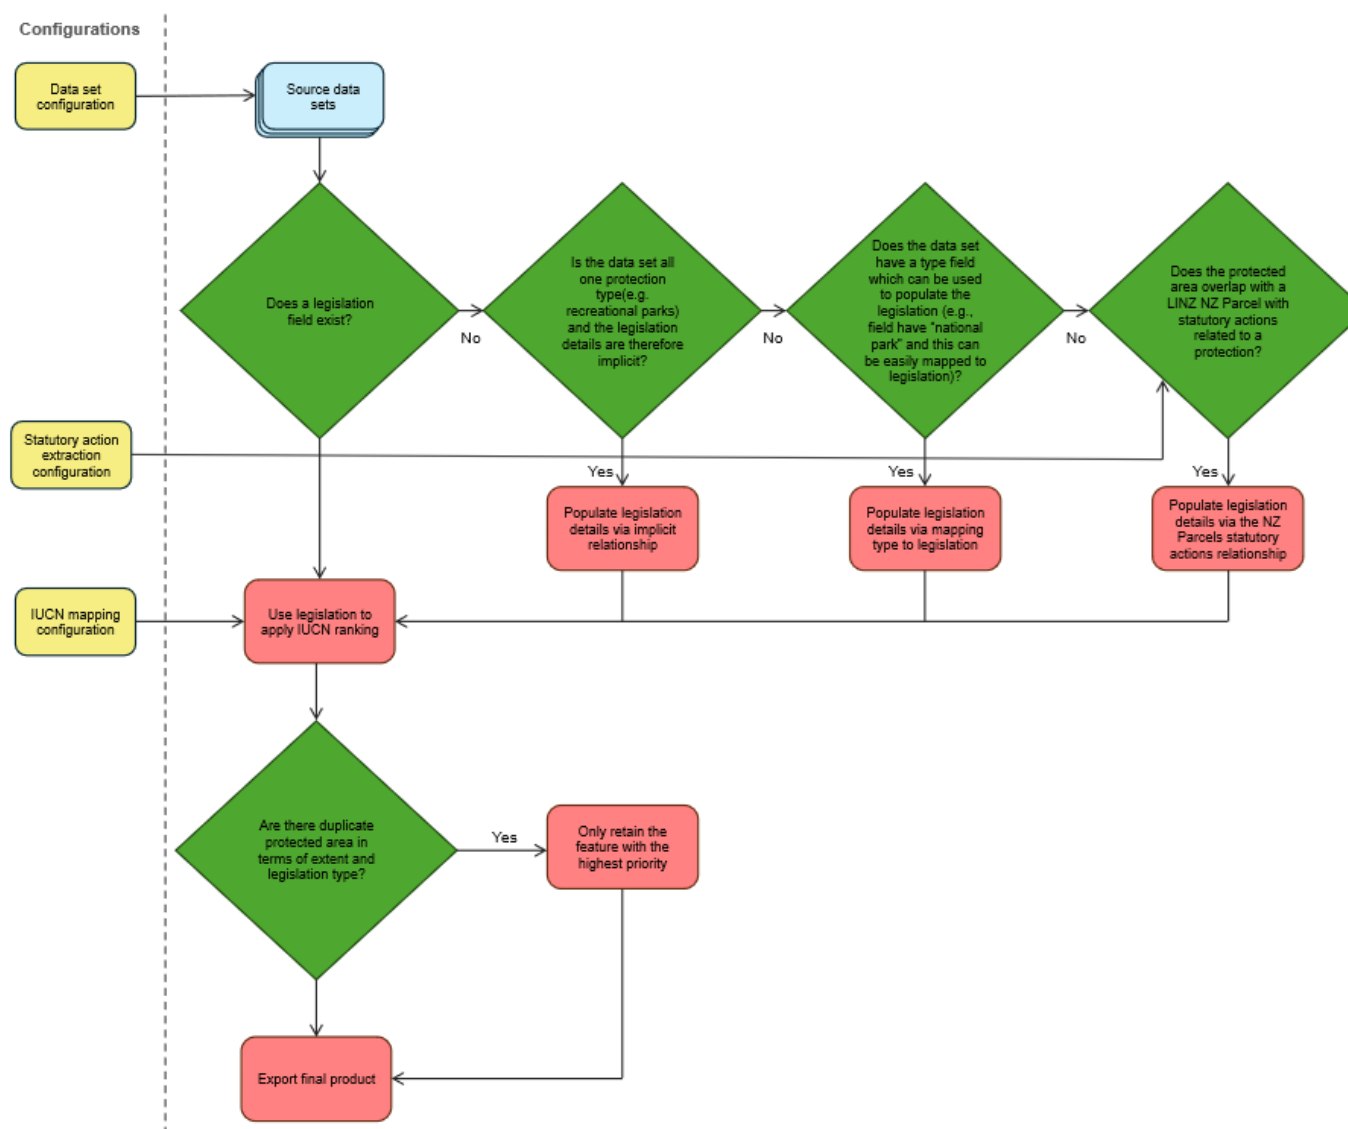 Configurations
Data set
configuration
Source data
sets
Does a legislation
field exist?
No
Is the data set all
one protection
type(e.g.
recreational parks)
and the legislation
details are therefore
implicit?
No
Does the data set
have a type field
which can be used
to populate the
legislation (e.g.,
field have "national
park" and this can
be easily mapped to
legislation)?
No
Does the protected
area overlap with a
LINZ NZ Parcel with
statutory actions
related to a
protection?
Statutory action
extraction
configuration
Yes
Yes
Yes
Populate legislation
details via implicit
relationship
Populate legislation
details via mapping
type to legislation
Populate legislation
details via the NZ
Parcels statutory
actions relationship
IUCN mapping
configuration
Use legislation to
apply IUCN ranking
Are there duplicate
protected area in
terms of extent and
legislation type?
Yes
Only retain the
feature with the
highest priority
Export final product